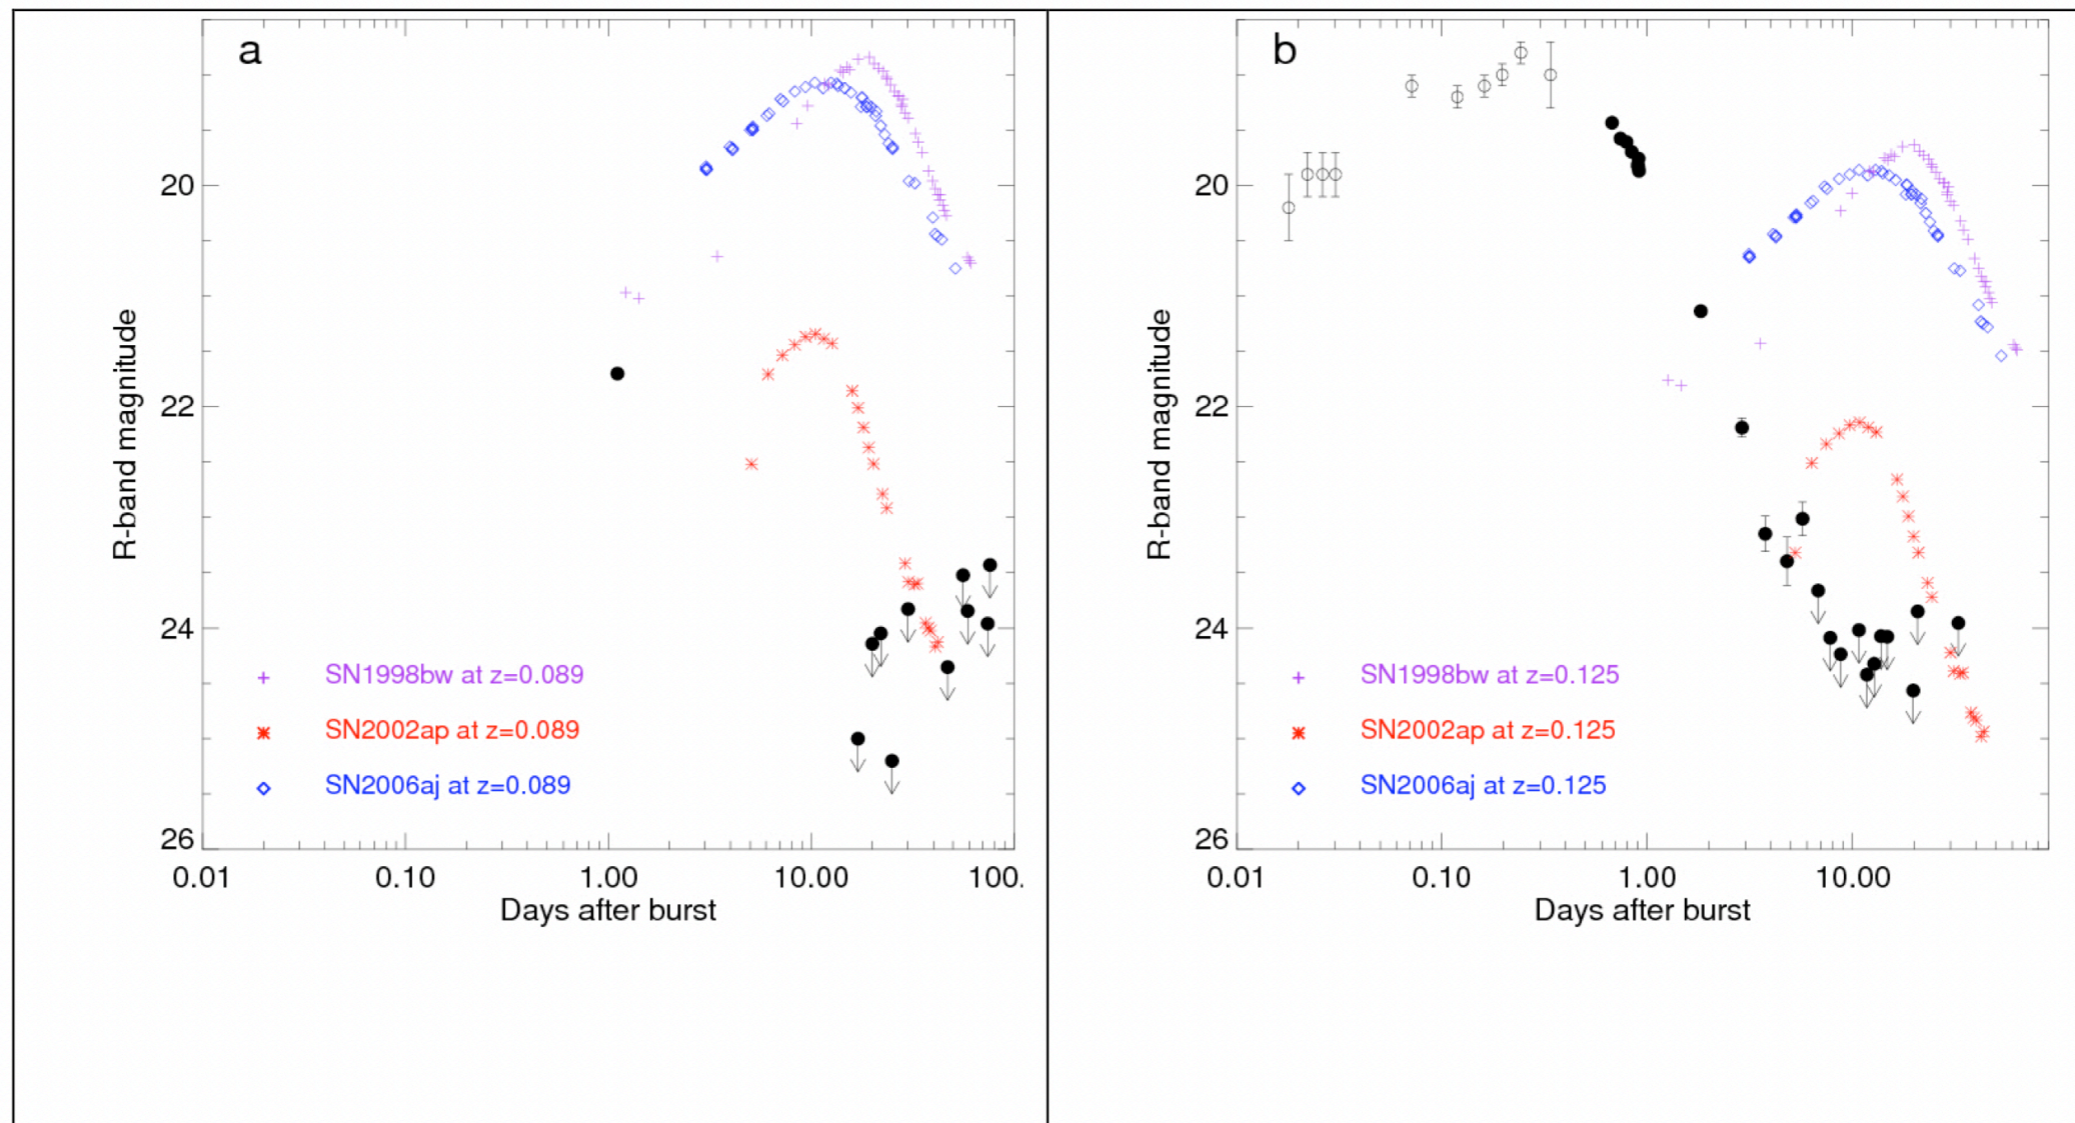 a
20
22
24
26
R-band magnitude
SN1998bw at z=0.089
SN2002ap at z=0.089
SN2006aj at z=0.089
0.01 0.10 1.00 10.00 100.
Days after burst
b
20
22
24
26
R-band magnitude
SN1998bw at z=0.125
SN2002ap at z=0.125
SN2006aj at z=0.125
0.01 0.10 1.00 10.00
Days after burst